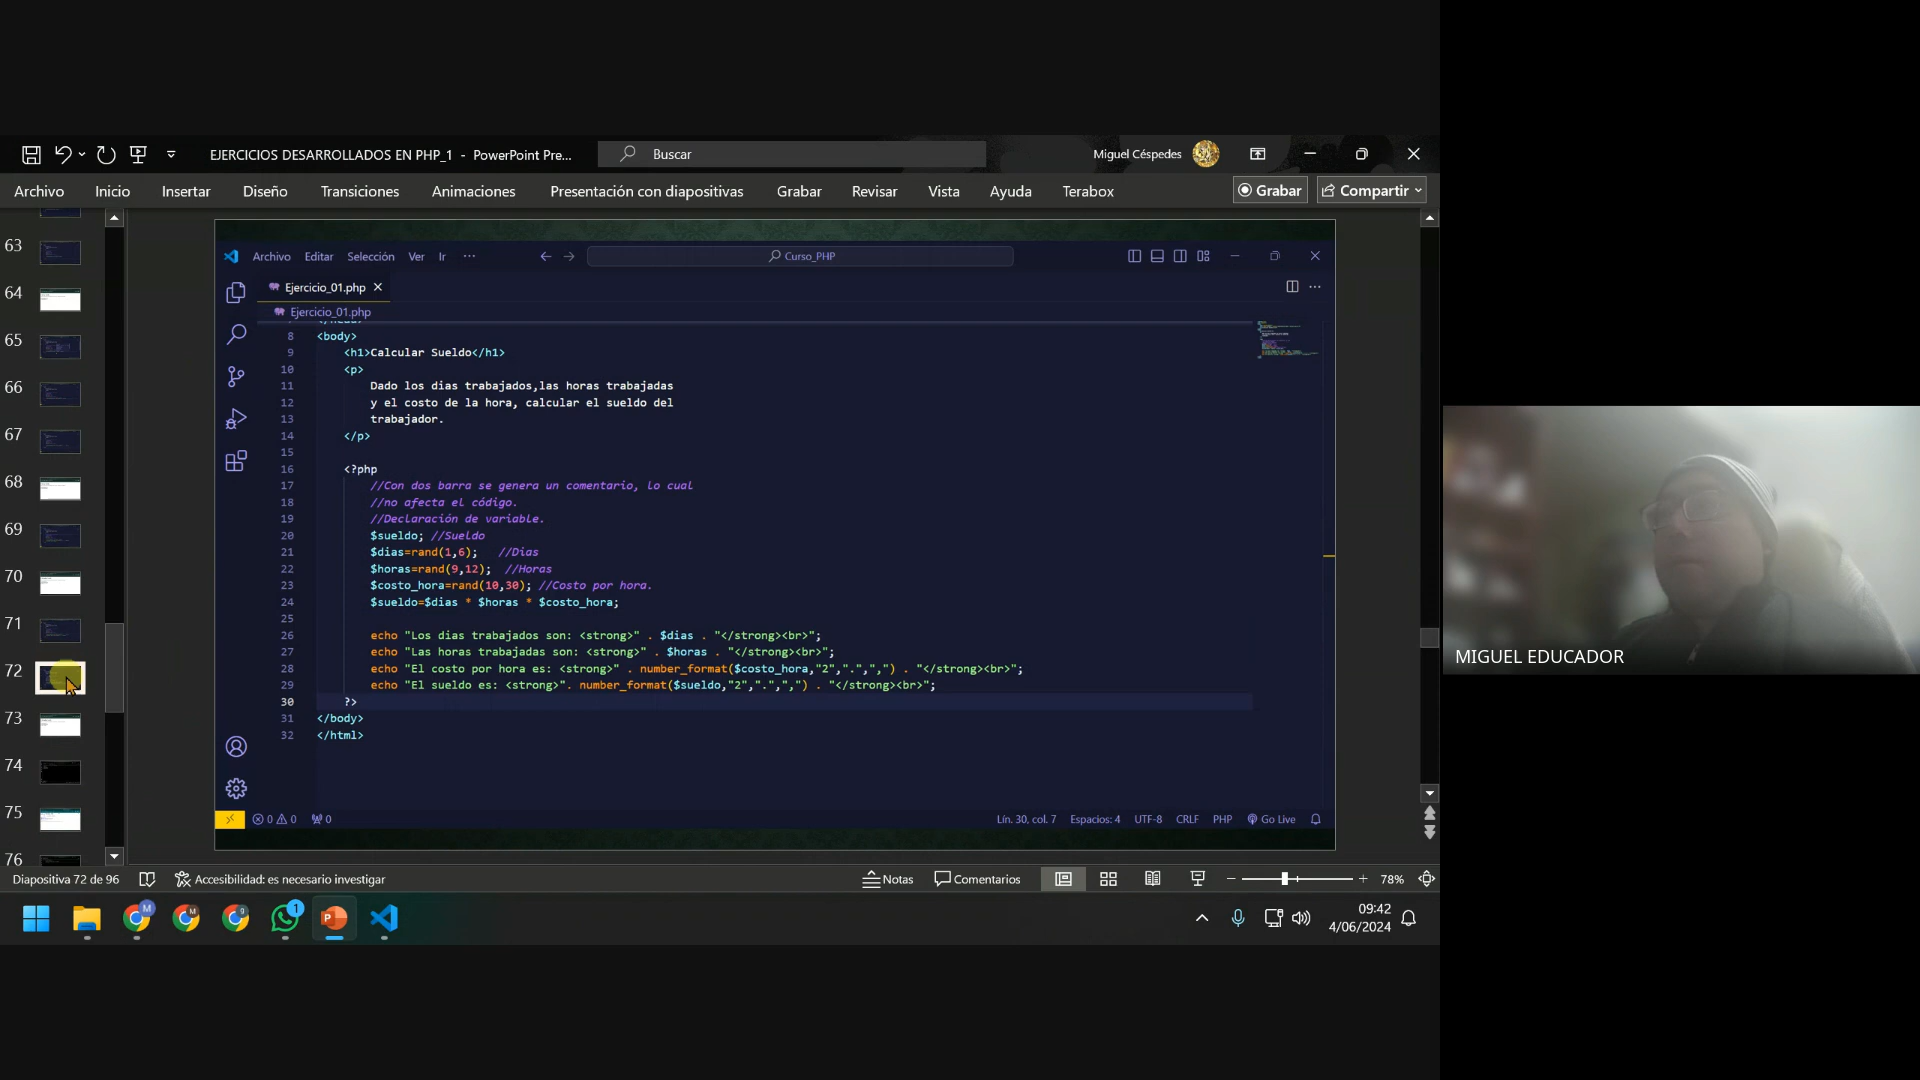 EJERCICIOS DESARROLLADOS EN PHP_1 - PowerPoint Pre...
Buscar
Miguel Céspedes
Archivo Inicio Insertar Diseño Transiciones Animaciones Presentación con diapositivas Grabar Revisar Vista Ayuda Terabox
Grabar
Compartir
63
64
65
66
67
68
69
70
71
72
73
74
75
76
Archivo Editar Selección Ver Ir ...
Curso_PHP
Ejercicio_01.php
Ejercicio_01.php
8 <body>
9 <h1>Calcular Sueldo</h1>
10 <p>
11 Dado los dias trabajados,las horas trabajadas
12 y el costo de la hora, calcular el sueldo del
13 trabajador.
14 </p>
15
16 <?php
17 //Con dos barra se genera un comentario, lo cual
18 //no afecta el código.
19 //Declaración de variable.
20 $sueldo; //Sueldo
21 $dias=rand(1,6); //Dias
22 $horas=rand(9,12); //Horas
23 $costo_hora=rand(10,30); //Costo por hora.
24 $sueldo=$dias * $horas * $costo_hora;
25
26 echo "Los dias trabajados son: <strong>" . $dias . "</strong><br>";
27 echo "Las horas trabajadas son: <strong>" . $horas . "</strong><br>";
28 echo "El costo por hora es: <strong>" . number_format($costo_hora,"2",".",",") . "</strong><br>";
29 echo "El sueldo es: <strong>". number_format($sueldo,"2",".",",") . "</strong><br>";
30 ?>
31 </body>
32 </html>
0 0 0
Lín. 30, col. 7 Espacios: 4 UTF-8 CRLF PHP Go Live
Diapositiva 72 de 96
Accesibilidad: es necesario investigar
Notas
Comentarios
78%
09:42
4/06/2024
MIGUEL EDUCADOR